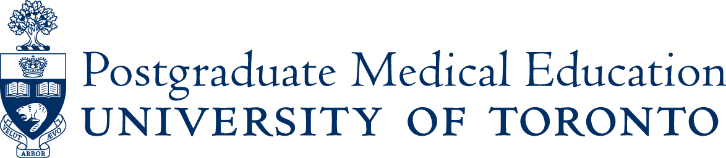 Postgraduate Medical Education
UNIVERSITY OF TORONTO
VELUT ÆVO
ARBOR